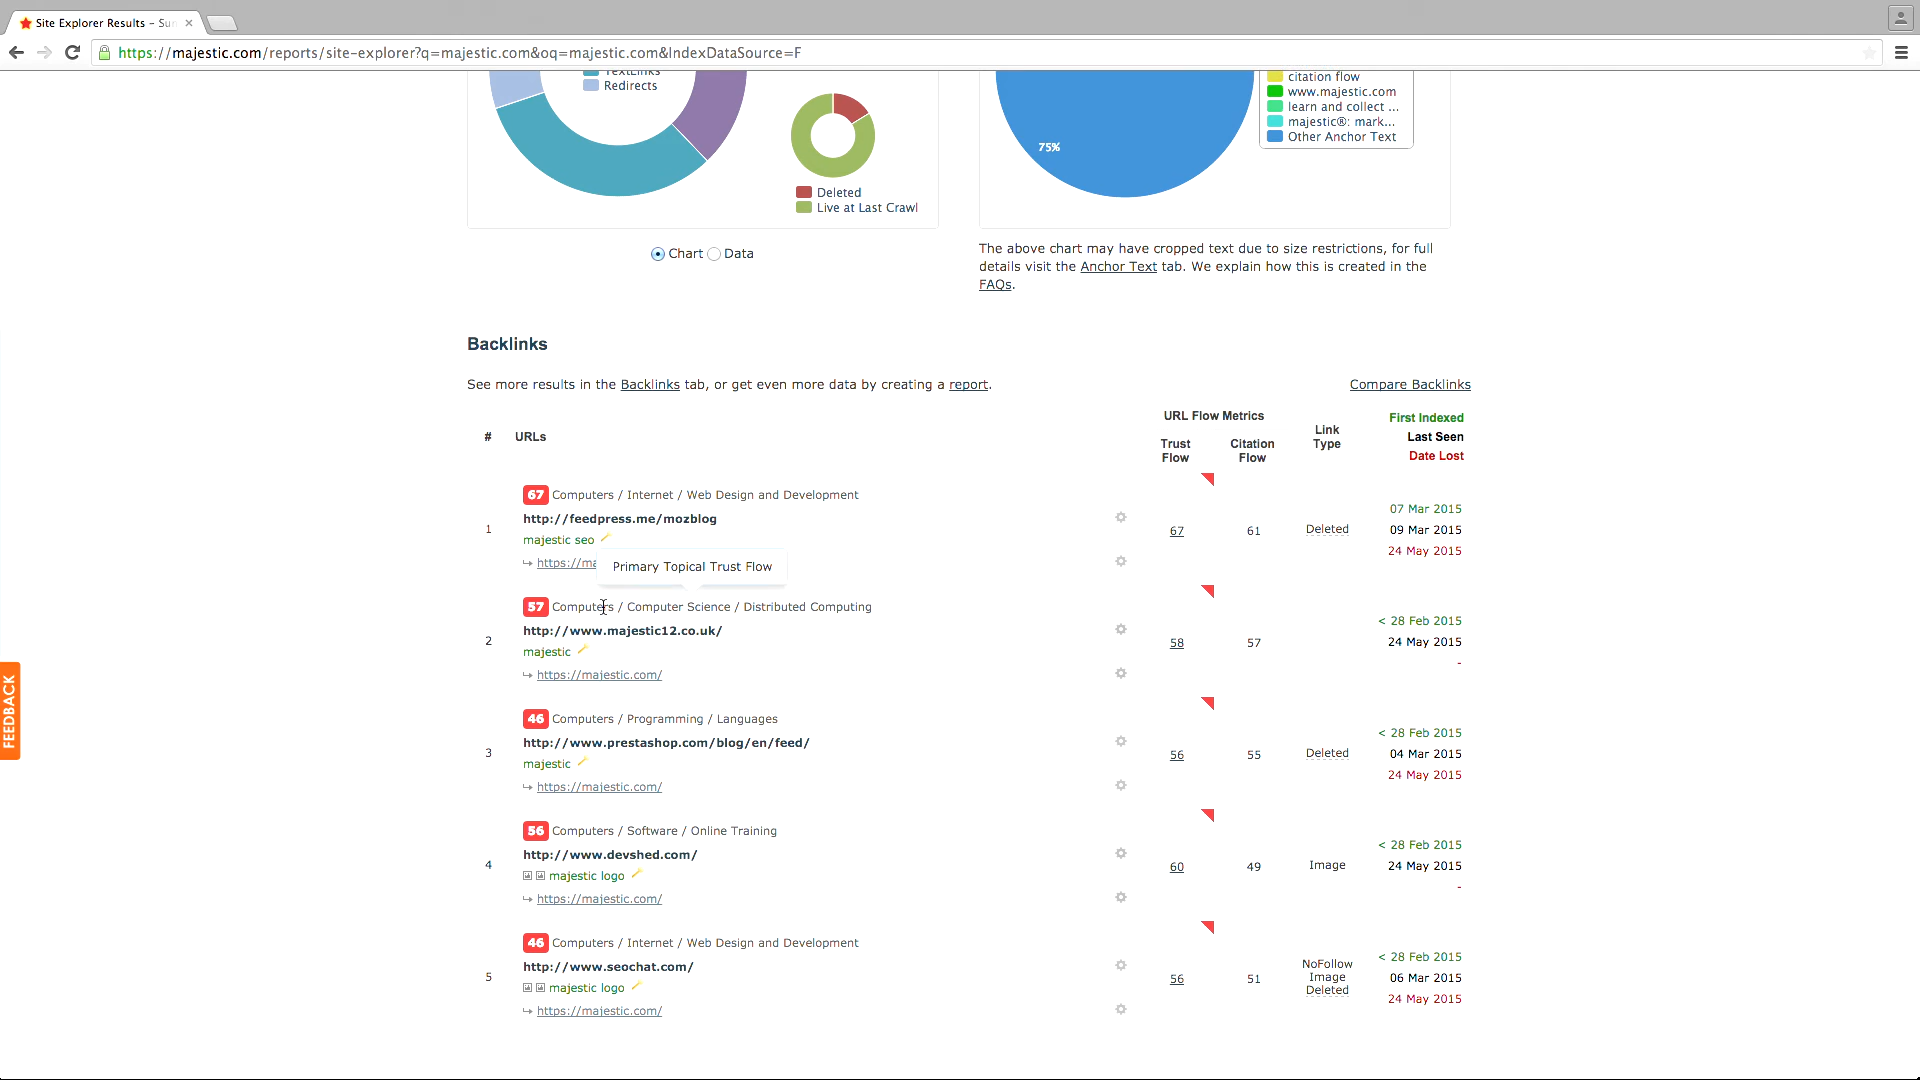 Site Explorer Results – Su
https://majestic.com/reports/site-explorer?q=majestic.com&oq=majestic.com&IndexDataSource=F
TextLinks
Redirects
Deleted
Live at Last Crawl
75%
citation flow
www.majestic.com
learn and collect ...
majestic®: mark...
Other Anchor Text
Chart Data
The above chart may have cropped text due to size restrictions, for full
details visit the Anchor Text tab. We explain how this is created in the
FAQs.
Backlinks
See more results in the Backlinks tab, or get even more data by creating a report.
Compare Backlinks
# URLs
URL Flow Metrics
Trust Flow
Citation Flow
Link Type
First Indexed
Last Seen
Date Lost
67 Computers / Internet / Web Design and Development
1
http://feedpress.me/mozblog
majestic seo
https://ma
67 61 Deleted
07 Mar 2015
09 Mar 2015
24 May 2015
Primary Topical Trust Flow
57 Computers / Computer Science / Distributed Computing
2
http://www.majestic12.co.uk/
majestic
https://majestic.com/
58 57
< 28 Feb 2015
24 May 2015
-
46 Computers / Programming / Languages
3
http://www.prestashop.com/blog/en/feed/
majestic
https://majestic.com/
56 55 Deleted
< 28 Feb 2015
04 Mar 2015
24 May 2015
56 Computers / Software / Online Training
4
http://www.devshed.com/
majestic logo
https://majestic.com/
60 49 Image
< 28 Feb 2015
24 May 2015
-
46 Computers / Internet / Web Design and Development
5
http://www.seochat.com/
majestic logo
https://majestic.com/
56 51
NoFollow
Image
Deleted
< 28 Feb 2015
06 Mar 2015
24 May 2015
FEEDBACK